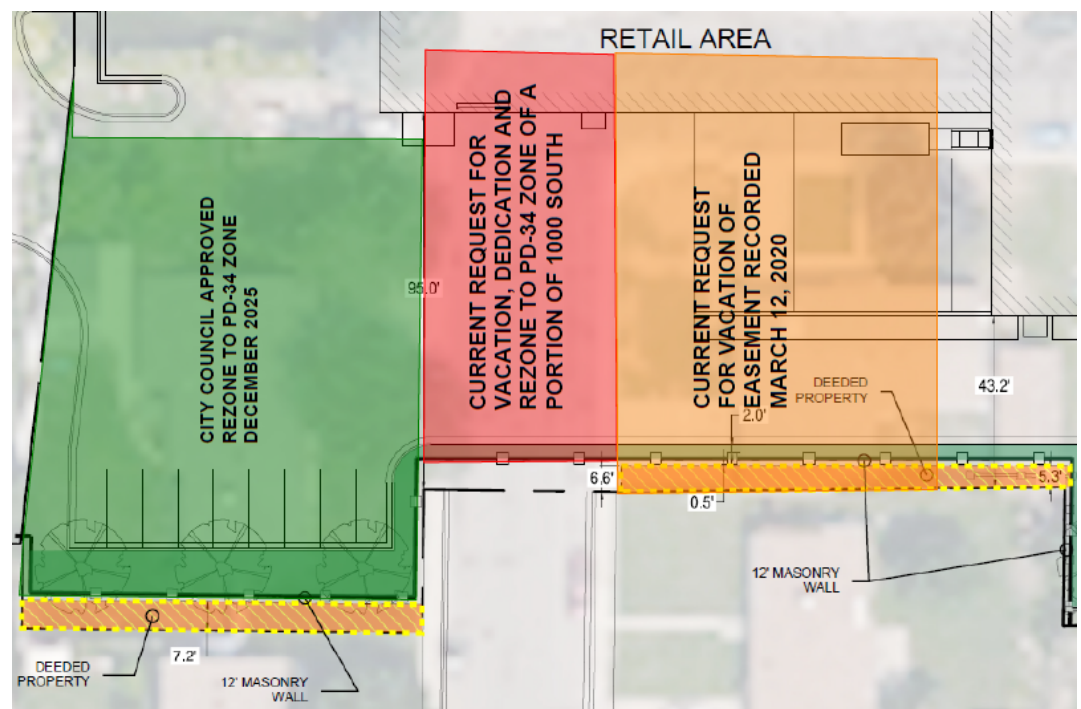 RETAIL AREA
CITY COUNCIL APPROVED
REZONE TO PD-34 ZONE
DECEMBER 2025
95.0'
CURRENT REQUEST FOR
VACATION, DEDICATION AND
REZONE TO PD-34 ZONE OF A
PORTION OF 1000 SOUTH
CURRENT REQUEST
FOR VACATION OF
EASEMENT RECORDED
MARCH 12, 2020
DEEDED
PROPERTY
43.2'
2.0'
6.6'
0.5'
5.3'
12' MASONRY
WALL
7.2'
DEEDED
PROPERTY
12' MASONRY
WALL